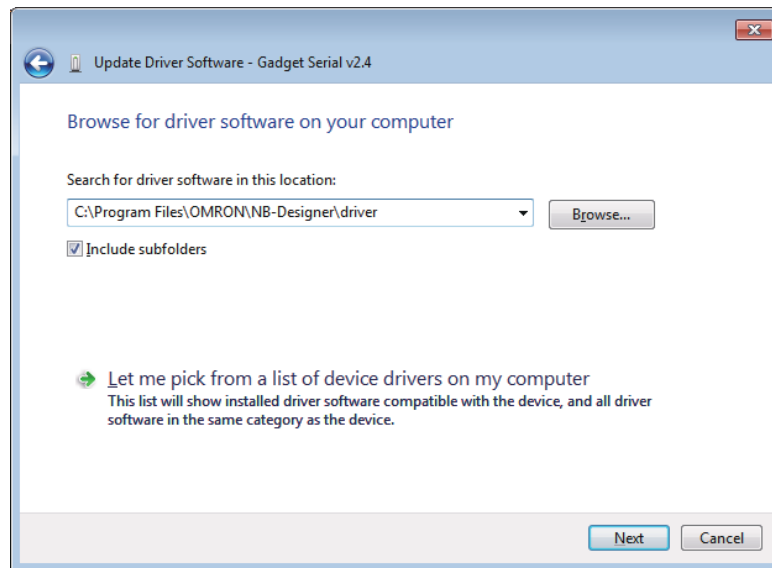 Update Driver Software - Gadget Serial v2.4
Browse for driver software on your computer
Search for driver software in this location:
C:\Program Files\OMRON\NB-Designer\driver
Browse...
Include subfolders
Let me pick from a list of device drivers on my computer
This list will show installed driver software compatible with the device, and all driver
software in the same category as the device.
Next
Cancel